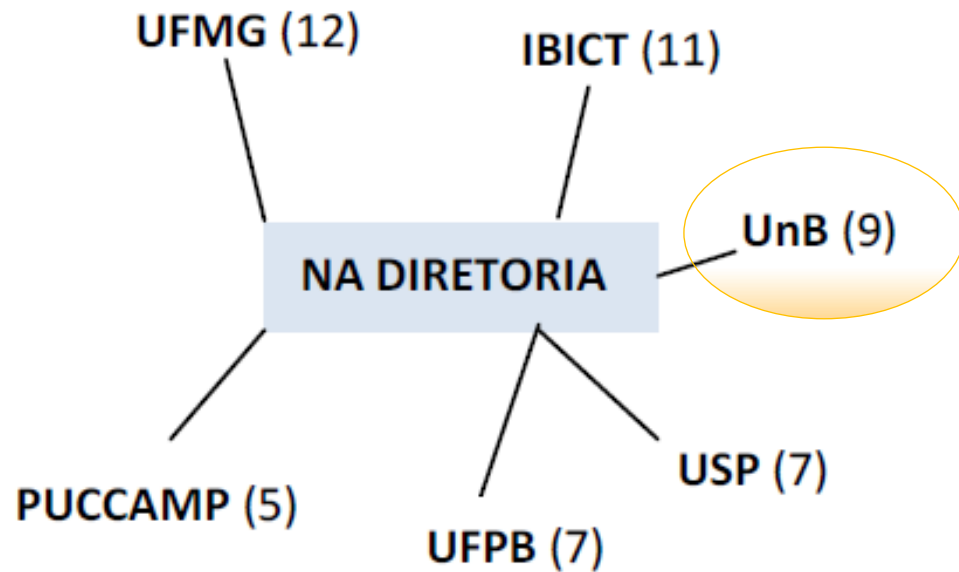 UFMG (12)
IBICT (11)
UnB (9)
NA DIRETORIA
USP (7)
PUCCAMP (5)
UFPB (7)